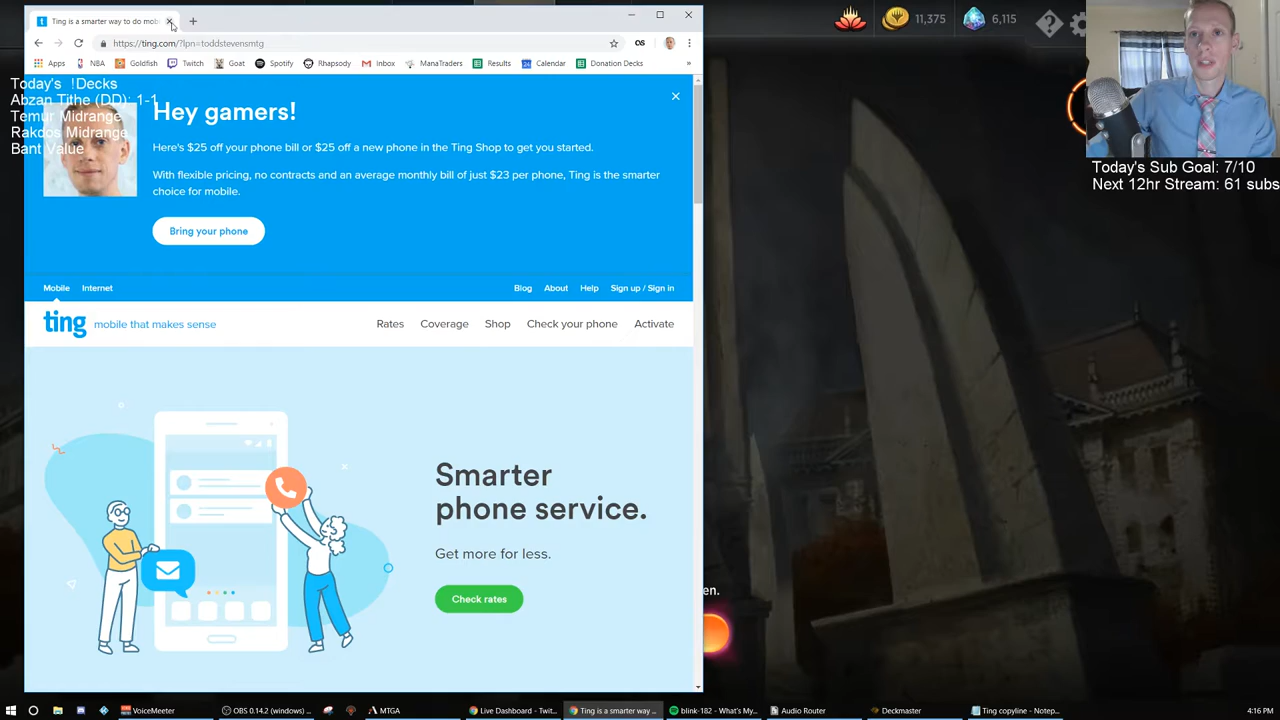 Ting is a smarter way to do mob
https://ting.com/?lpn=toddstevensmtg
Apps
NBA
Goldfish
Twitch
Goat
Spotify
Rhapsody
Inbox
ManaTraders
Results
24
Calendar
Donation Decks
Today's !Decks
Abzan Tithe (DD): 1-1
Temur Midrange
Rakdos Midrange
Bant Value
Hey gamers!
Here's $25 off your phone bill or $25 off a new phone in the Ting Shop to get you started.
With flexible pricing, no contracts and an average monthly bill of just $23 per phone, Ting is the smarter
choice for mobile.
Bring your phone
Mobile
Internet
Blog
About
Help
Sign up / Sign in
ting
mobile that makes sense
Rates
Coverage
Shop
Check your phone
Activate
Smarter
phone service.
Get more for less.
Check rates
11,375
6,115
?
Today's Sub Goal: 7/10
Next 12hr Stream: 61 subs
en.
VoiceMeeter
OBS 0.14.2 (windows) ...
MTGA
Live Dashboard - Twit...
Ting is a smarter way ...
blink-182 - What's My...
Audio Router
Deckmaster
Ting copyline - Notep...
4:16 PM